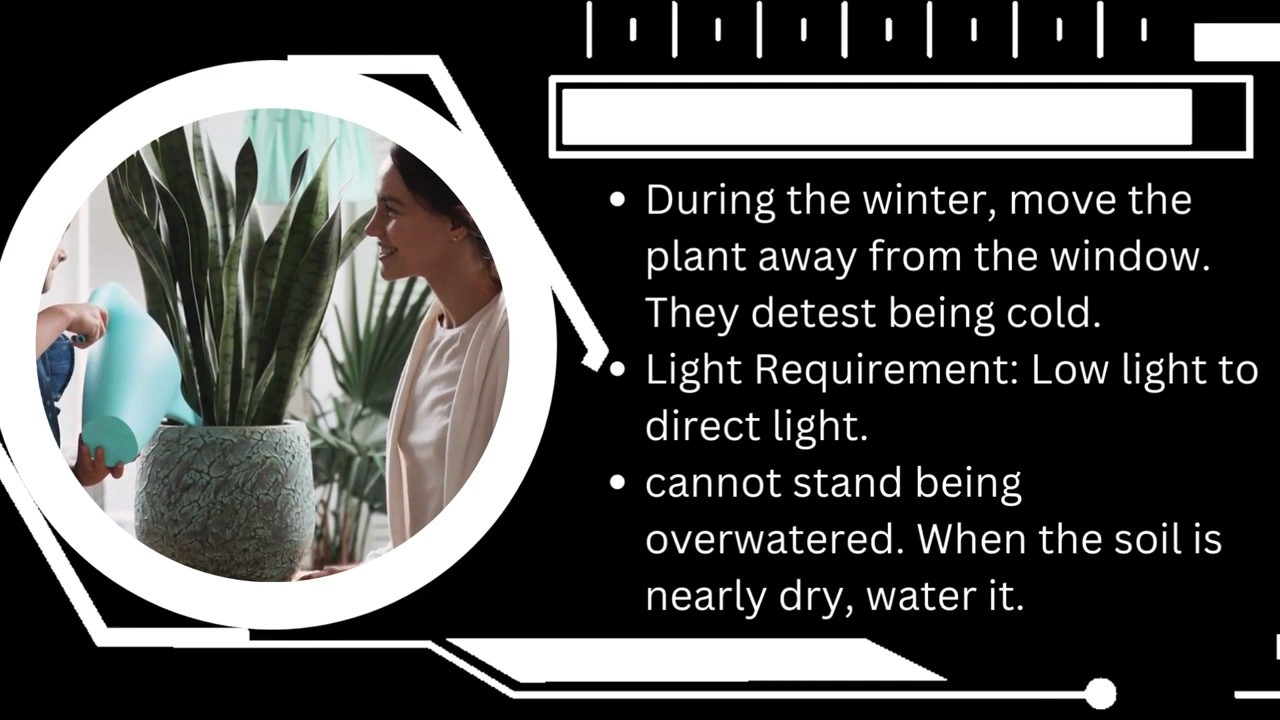 During the winter, move the
plant away from the window.
They detest being cold.
Light Requirement: Low light to
direct light.
cannot stand being
overwatered. When the soil is
nearly dry, water it.